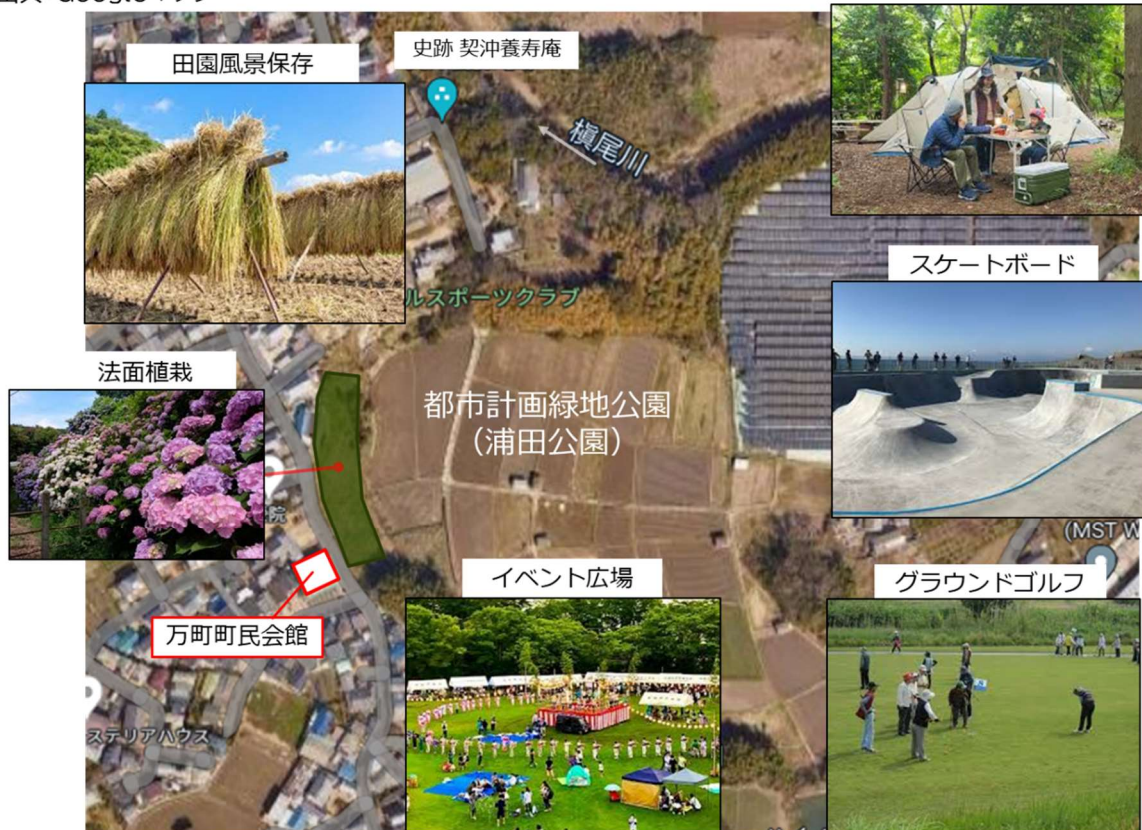 田園風景保存
史跡 契沖養寿庵
槇尾川
スケートボード
ルスポーツクラブ
法面植栽
都市計画緑地公園
(浦田公園)
院
(MST W
イベント広場
グラウンドゴルフ
万町町民会館
ステリアハウス